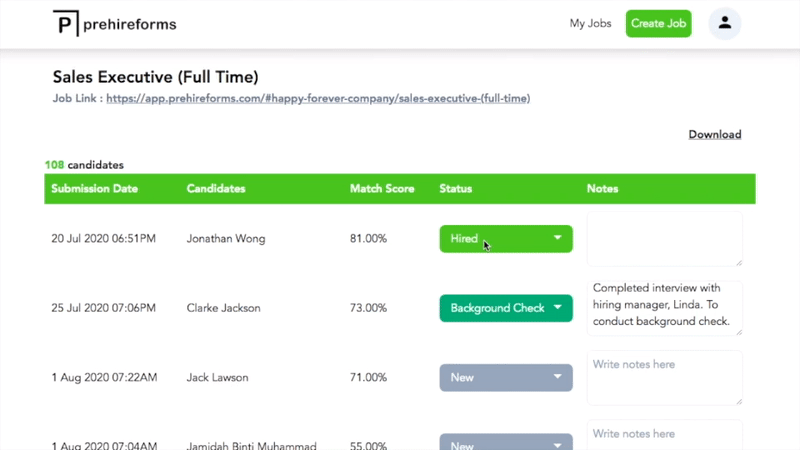 P prehireforms
My Jobs Create Job
Sales Executive (Full Time)
Job Link : https://app.prehireforms.com/#happy-forever-company/sales-executive-(full-time)
Download
108 candidates
Submission Date Candidates Match Score Status Notes
20 Jul 2020 06:51PM Jonathan Wong 81.00% Hired
25 Jul 2020 07:06PM Clarke Jackson 73.00% Background Check
Completed interview with
hiring manager, Linda. To
conduct background check.
1 Aug 2020 07:22AM Jack Lawson 71.00% New Write notes here
1 Aug 2020 07:04AM Jamidah Binti Muhammad 55.00% New Write notes here